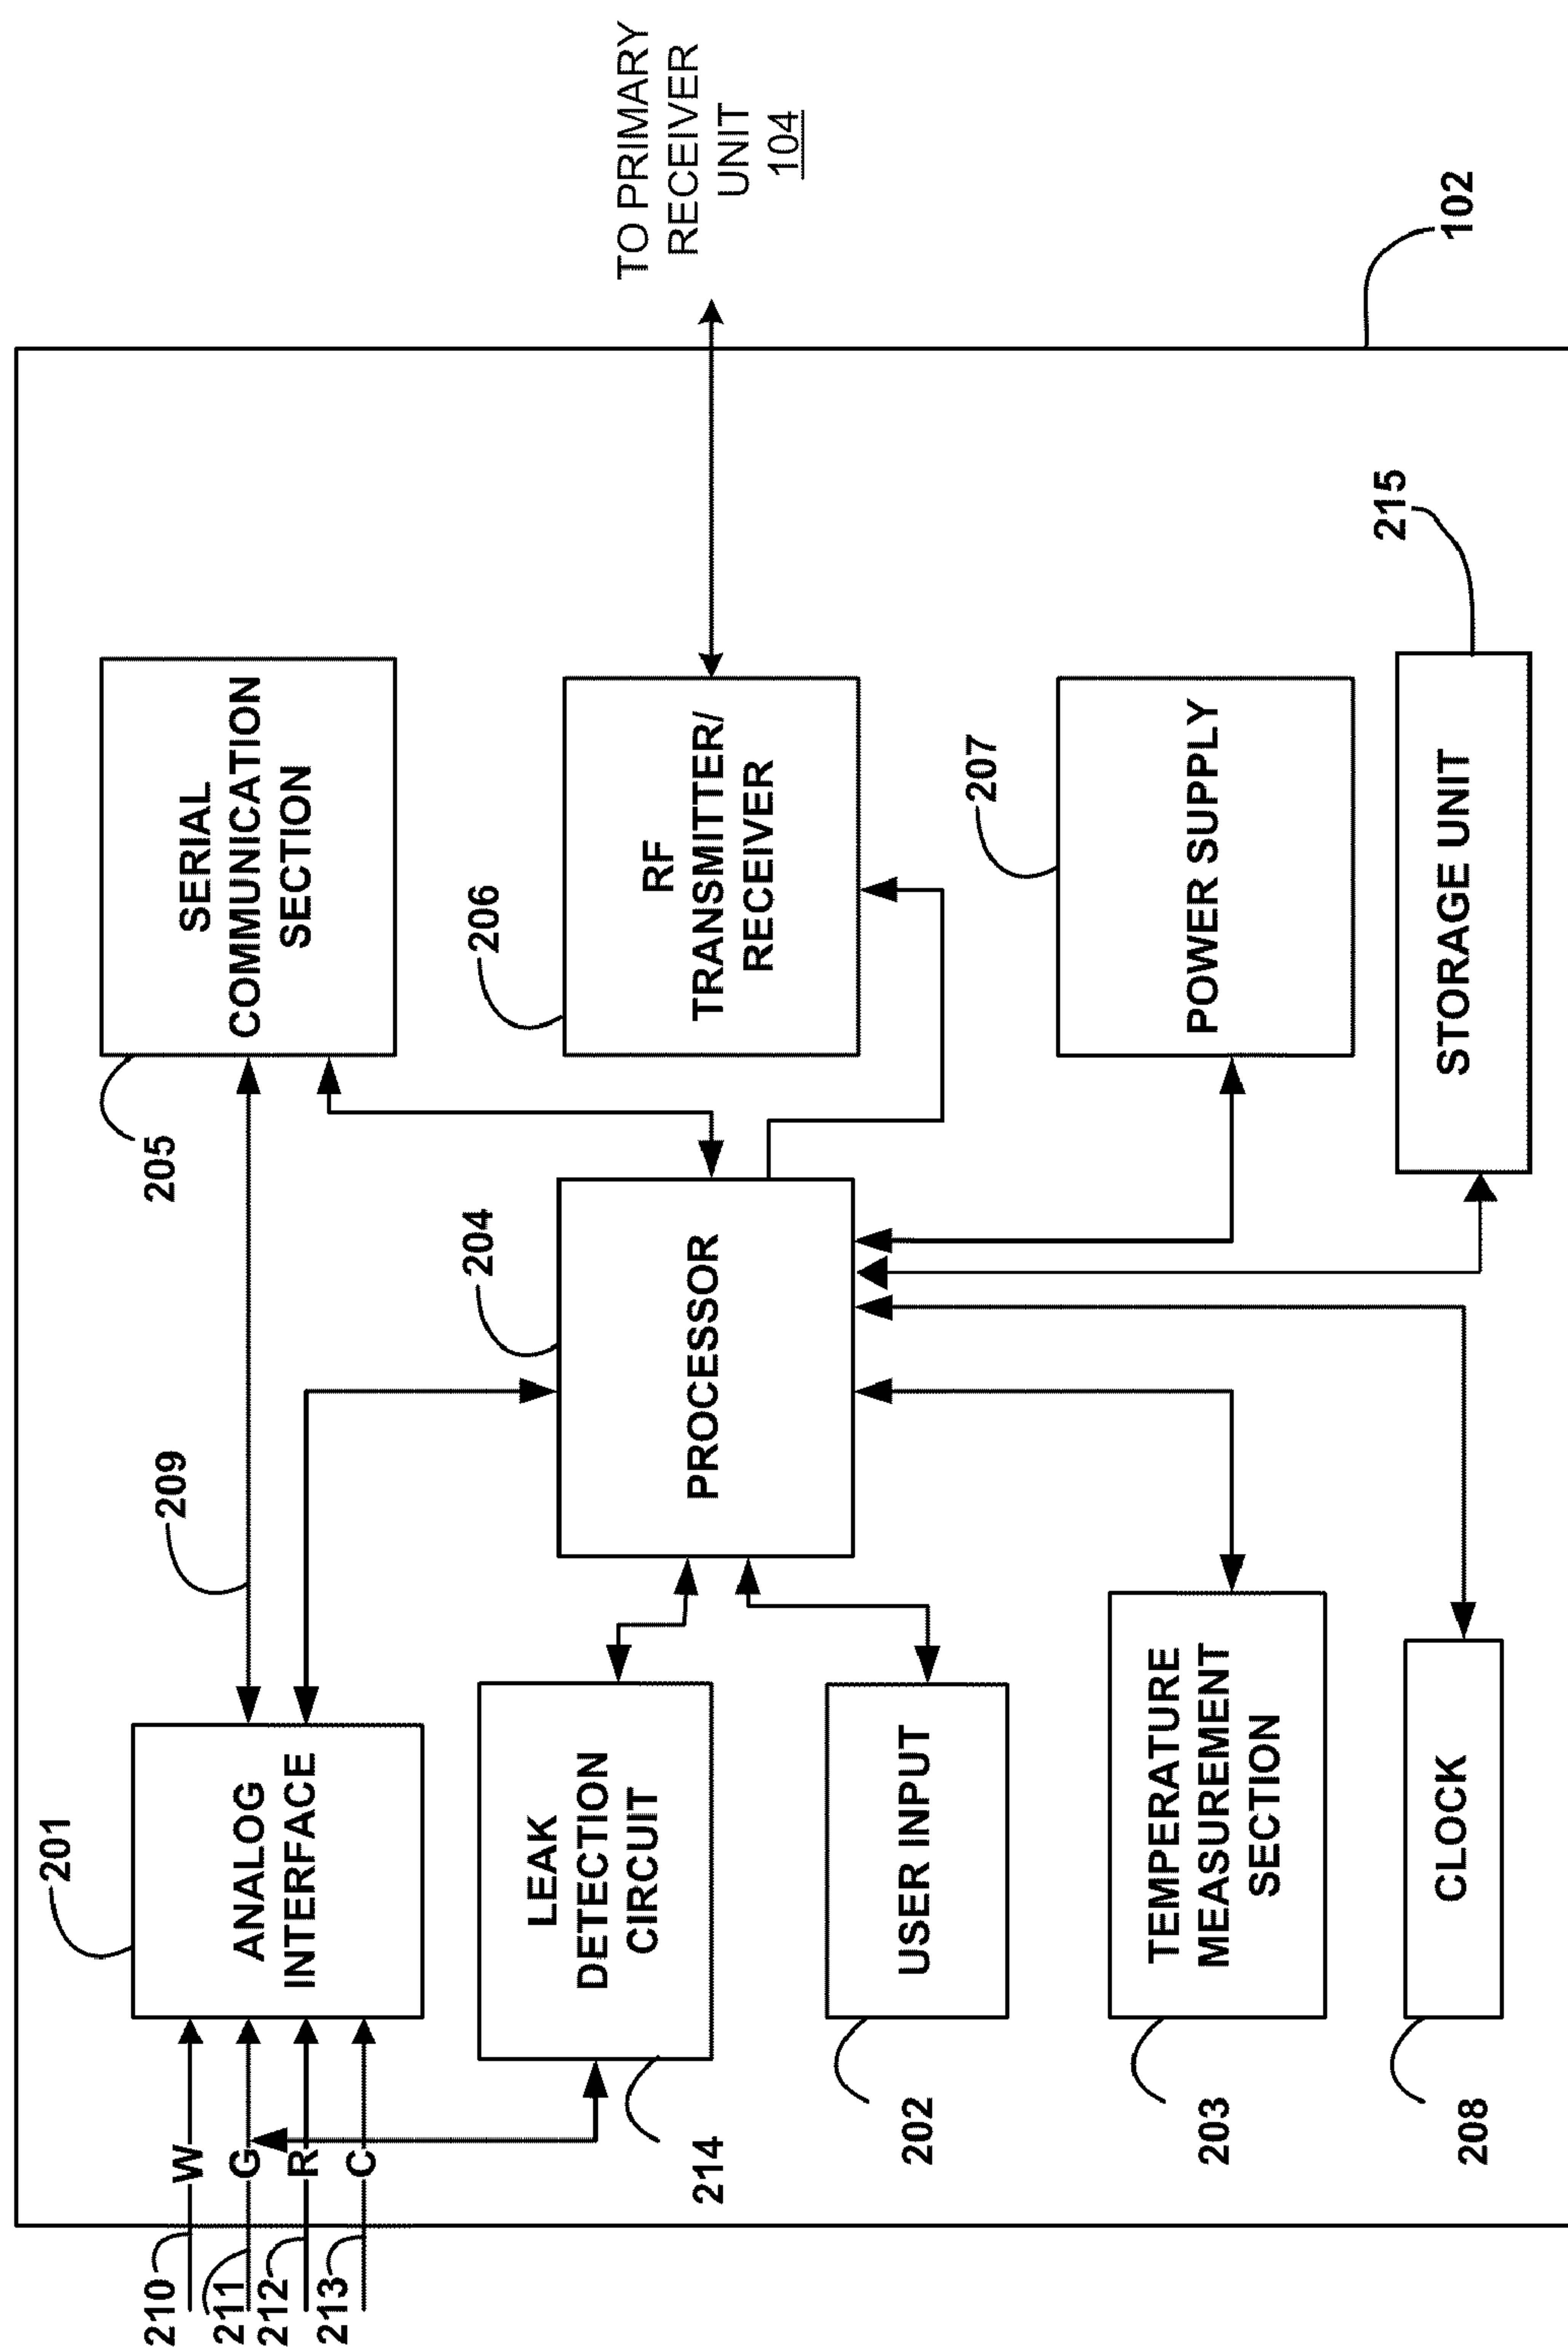 210
211
212
213
W
G
R
C
201
ANALOG
INTERFACE
209
205
SERIAL
COMMUNICATION
SECTION
214
LEAK
DETECTION
CIRCUIT
204
PROCESSOR
206
RF
TRANSMITTER/
RECEIVER
TO PRIMARY
RECEIVER
UNIT
104
202
USER INPUT
207
POWER SUPPLY
203
TEMPERATURE
MEASUREMENT
SECTION
208
CLOCK
215
STORAGE UNIT
102